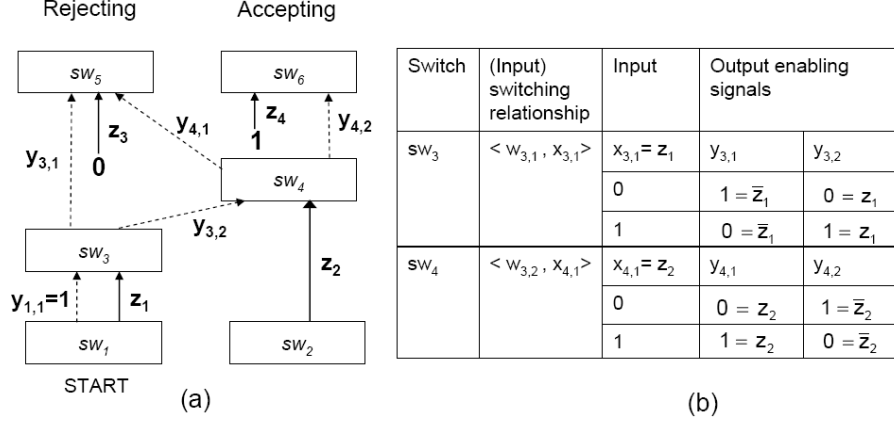 Rejecting Accepting
sw₅ sw₆
y₃,₁ z₃ 0 y₄,₁ z₄ 1 y₄,₂
sw₄
y₃,₂
sw₃
z₂
y₁,₁=1 z₁
sw₁ sw₂
START
(a)
Switch (Input) switching relationship Input Output enabling signals
sw₃ < w₃,₁ , x₃,₁> x₃,₁= z₁ y₃,₁ y₃,₂
0 1 = z̅₁ 0 = z₁
1 0 = z̅₁ 1 = z₁
sw₄ < w₃,₂ , x₄,₁> x₄,₁= z₂ y₄,₁ y₄,₂
0 0 = z₂ 1 = z̅₂
1 1 = z₂ 0 = z̅₂
(b)